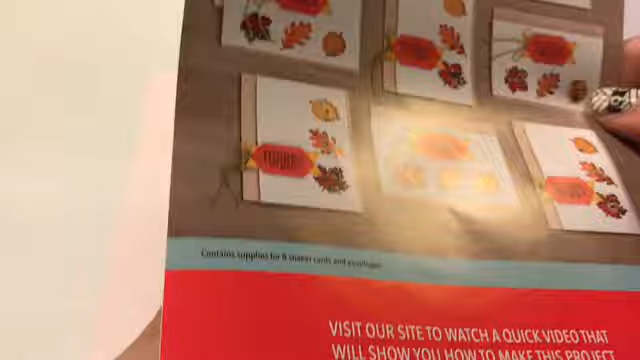 Contains supplies for 8 shaker cards and envelopes
VISIT OUR SITE TO WATCH A QUICK VIDEO THAT
WILL SHOW YOU HOW TO MAKE THIS PROJECT